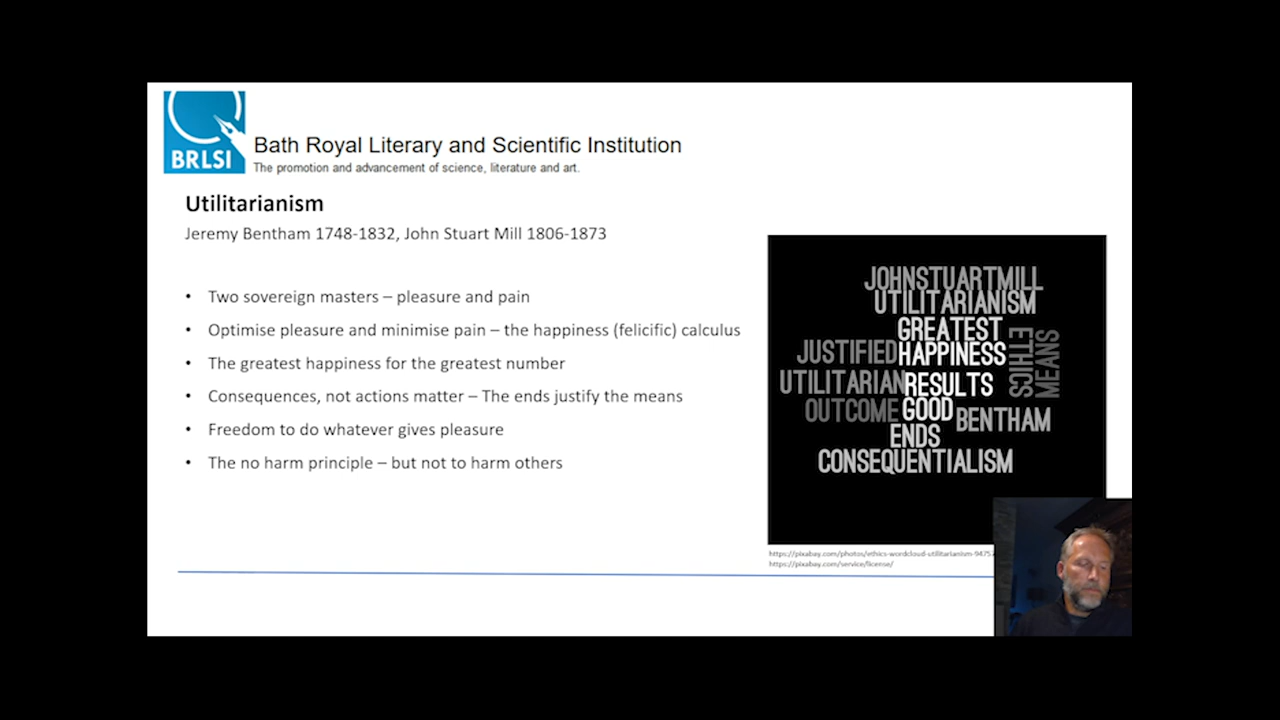 BRLSI
Bath Royal Literary and Scientific Institution
The promotion and advancement of science, literature and art.
Utilitarianism
Jeremy Bentham 1748-1832, John Stuart Mill 1806-1873
• Two sovereign masters – pleasure and pain
• Optimise pleasure and minimise pain – the happiness (felicific) calculus
• The greatest happiness for the greatest number
• Consequences, not actions matter – The ends justify the means
• Freedom to do whatever gives pleasure
• The no harm principle – but not to harm others
JOHNSTUARTMILL
UTILITARIANISM
GREATEST
JUSTIFIED HAPPINESS
ETHICS
MEANS
UTILITARIAN RESULTS
OUTCOME GOOD BENTHAM
ENDS
CONSEQUENTIALISM
https://pixabay.com/photos/ethics-wordcloud-utilitarianism-9475
https://pixabay.com/service/license/